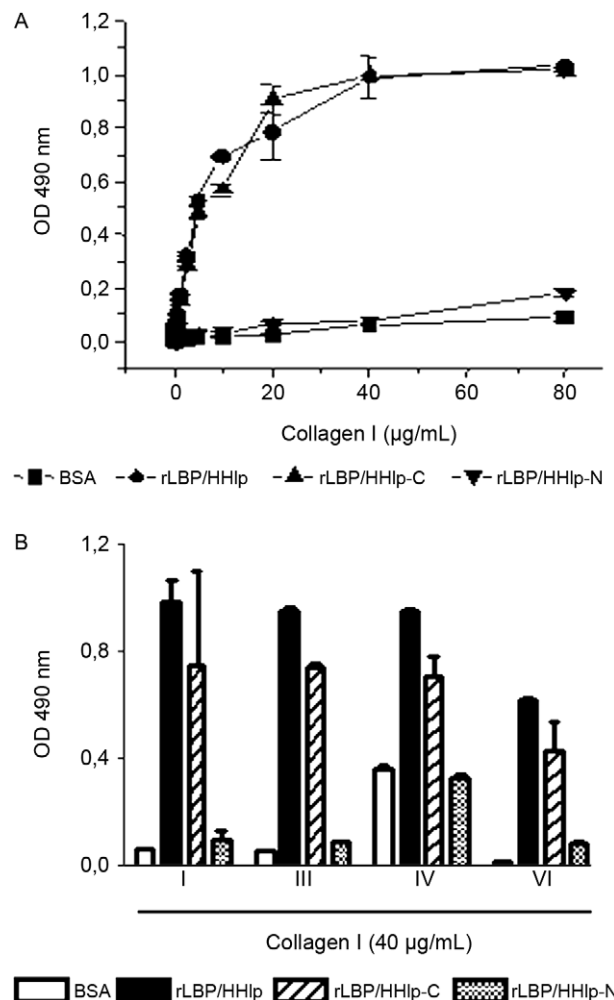 A
1,2
1,0
0,8
0,6
0,4
0,2
0,0
OD 490 nm
0 20 40 60 80
Collagen I (µg/mL)
BSA rLBP/HHlp rLBP/HHlp-C rLBP/HHlp-N
B
1,2
0,8
0,4
0,0
OD 490 nm
I III IV VI
Collagen I (40 µg/mL)
BSA rLBP/HHlp rLBP/HHlp-C rLBP/HHlp-N